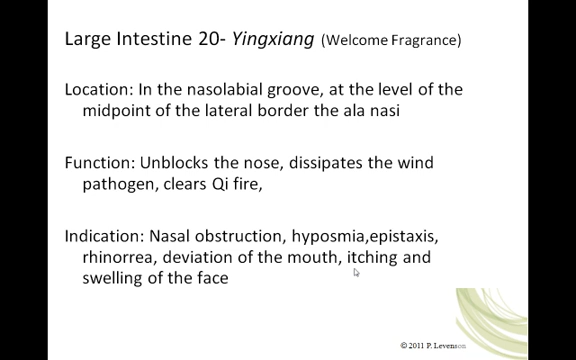 Large Intestine 20- Yingxiang (Welcome Fragrance)
Location: In the nasolabial groove, at the level of the
midpoint of the lateral border the ala nasi
Function: Unblocks the nose, dissipates the wind
pathogen, clears Qi fire,
Indication: Nasal obstruction, hyposmia,epistaxis,
rhinorrea, deviation of the mouth, itching and
swelling of the face
© 2011 P. Levenson